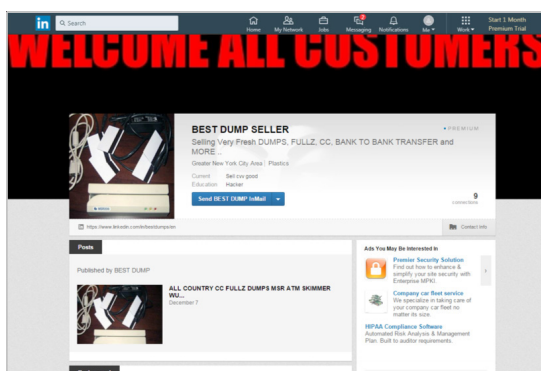 in
Search
Home
My Network
Jobs
Messaging
Notifications
Me
Work
Start 1 Month
Premium Trial
WELCOME ALL CUSTOMERS
BEST DUMP SELLER
PREMIUM
Selling Very Fresh DUMPS, FULLZ, CC, BANK TO BANK TRANSFER and
MORE ..
Greater New York City Area | Plastics
Current Sell cvv good
Education Hacker
Send BEST DUMP InMail
9
connections
Contact Info
Posts
Published by BEST DUMP
ALL COUNTRY CC FULLZ DUMPS MSR ATM SKIMMER
WU...
December 7
Ads You May Be Interested In
Premier Security Solution
Find out how to enhance &
simplify your site security with
Enterprise MPKI.
Company car fleet service
We specialize in taking care of
your company car fleet no
matter its size.
HIPAA Compliance Software
Automated Risk Analysis & Management
Plan. Built to auditor requirements.